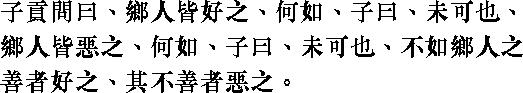 子貢問曰、鄉人皆好之、何如、子曰、未可也、
鄉人皆惡之、何如、子曰、未可也、不如鄉人之
善者好之、其不善者惡之。